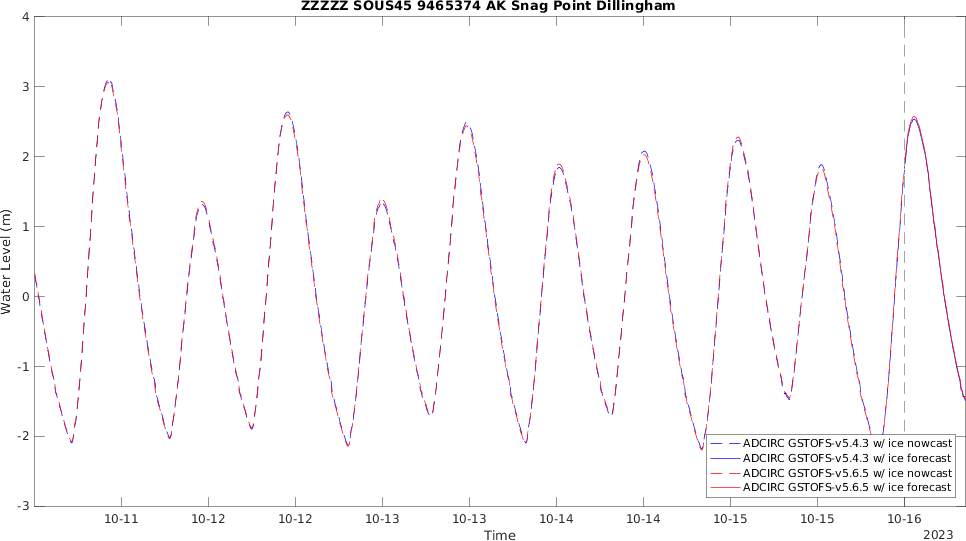 ZZZZZ SOUS45 9465374 AK Snag Point Dillingham
4
3
2
1
0
-1
-2
-3
Water Level (m)
10-11
10-12
10-12
10-13
10-13
10-14
10-14
10-15
10-15
10-16
Time
2023
ADCIRC GSTOFS-v5.4.3 w/ ice nowcast
ADCIRC GSTOFS-v5.4.3 w/ ice forecast
ADCIRC GSTOFS-v5.6.5 w/ ice nowcast
ADCIRC GSTOFS-v5.6.5 w/ ice forecast